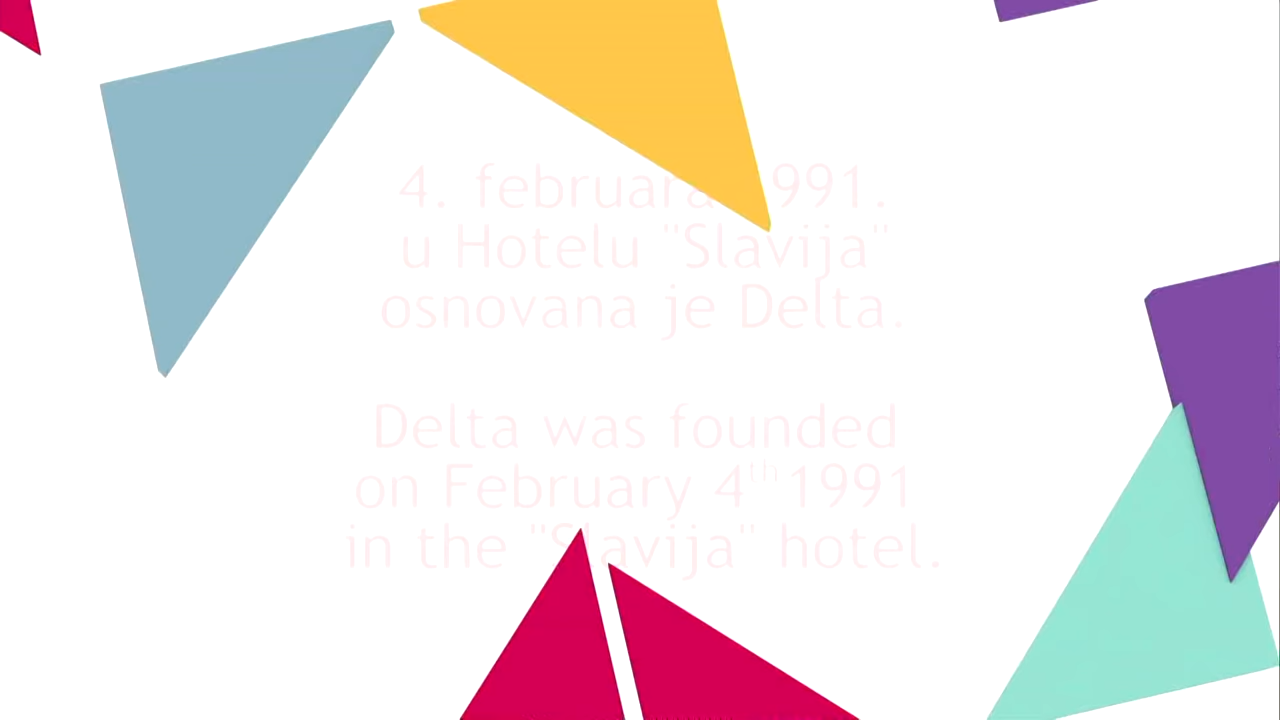 4. februara 1991.
u Hotelu "Slavija"
osnovana je Delta.
Delta was founded
on February 4th 1991
in the "Slavija" hotel.